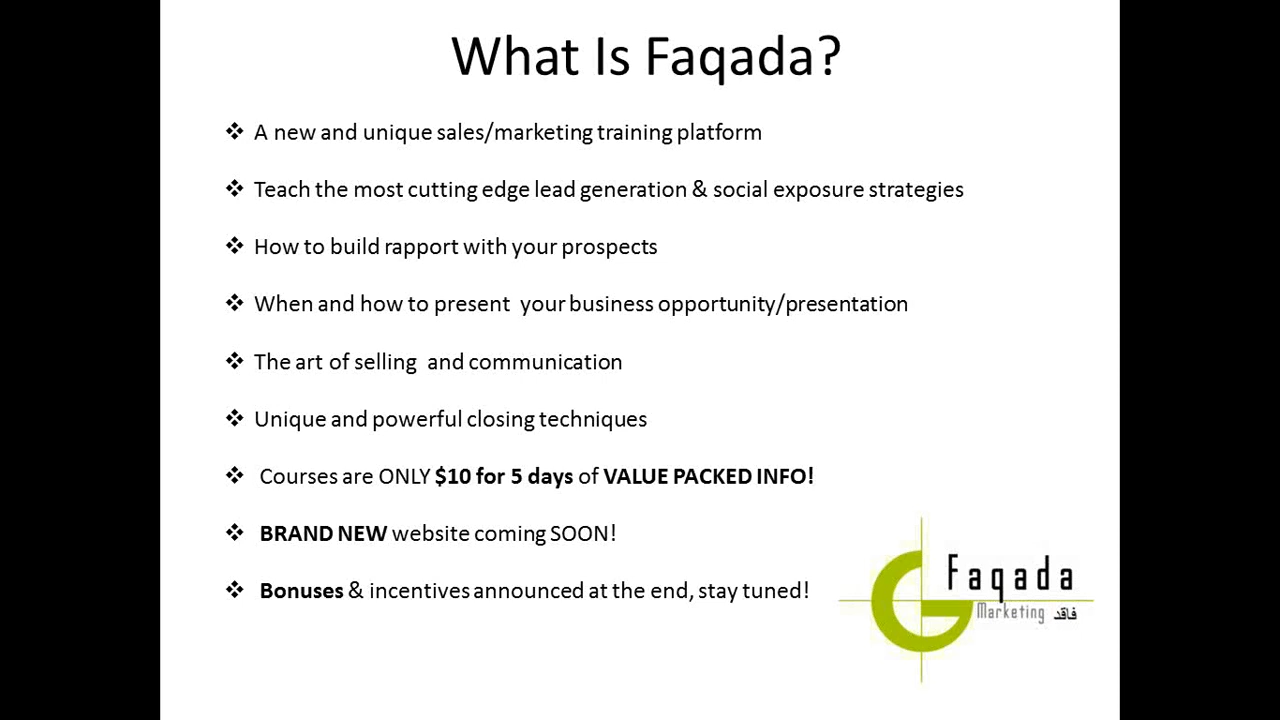 What Is Faqada?
❖ A new and unique sales/marketing training platform
❖ Teach the most cutting edge lead generation & social exposure strategies
❖ How to build rapport with your prospects
❖ When and how to present  your business opportunity/presentation
❖ The art of selling  and communication
❖ Unique and powerful closing techniques
❖ Courses are ONLY $10 for 5 days of VALUE PACKED INFO!
❖ BRAND NEW website coming SOON!
❖ Bonuses & incentives announced at the end, stay tuned!
Faqada
Marketing فاقد